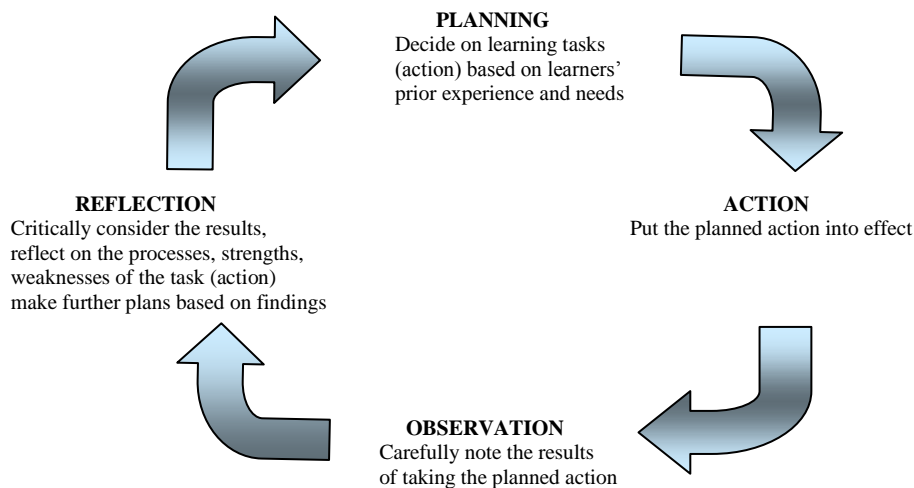 PLANNING
Decide on learning tasks
(action) based on learners’
prior experience and needs
ACTION
Put the planned action into effect
OBSERVATION
Carefully note the results
of taking the planned action
REFLECTION
Critically consider the results,
reflect on the processes, strengths,
weaknesses of the task (action)
make further plans based on findings